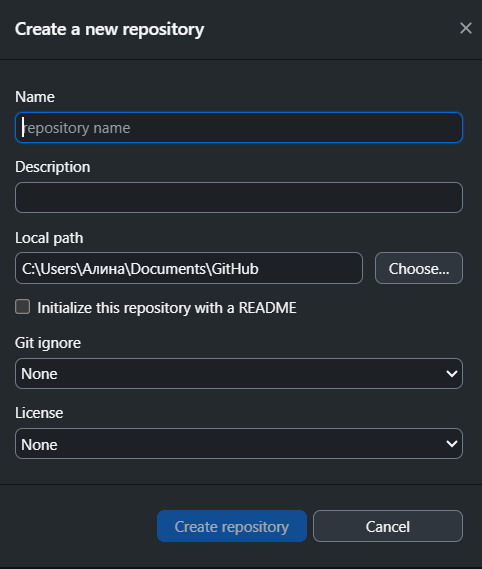 Create a new repository
Name
repository name
Description
Local path
C:\Users\Алина\Documents\GitHub
Choose...
Initialize this repository with a README
Git ignore
None
License
None
Create repository
Cancel